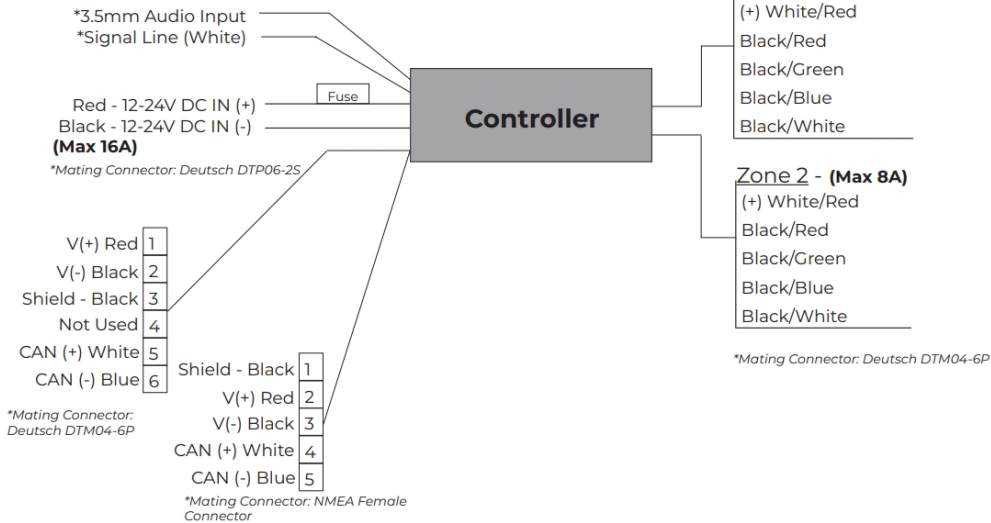 *3.5mm Audio Input
*Signal Line (White)
Fuse
Red - 12-24V DC IN (+)
Black - 12-24V DC IN (-)
(Max 16A)
*Mating Connector: Deutsch DTP06-2S
Controller
(+) White/Red
Black/Red
Black/Green
Black/Blue
Black/White
Zone 2 - (Max 8A)
(+) White/Red
Black/Red
Black/Green
Black/Blue
Black/White
*Mating Connector: Deutsch DTM04-6P
V(+) Red 1
V(-) Black 2
Shield - Black 3
Not Used 4
CAN (+) White 5
CAN (-) Blue 6
*Mating Connector:
Deutsch DTM04-6P
Shield - Black 1
V(+) Red 2
V(-) Black 3
CAN (+) White 4
CAN (-) Blue 5
*Mating Connector: NMEA Female
Connector